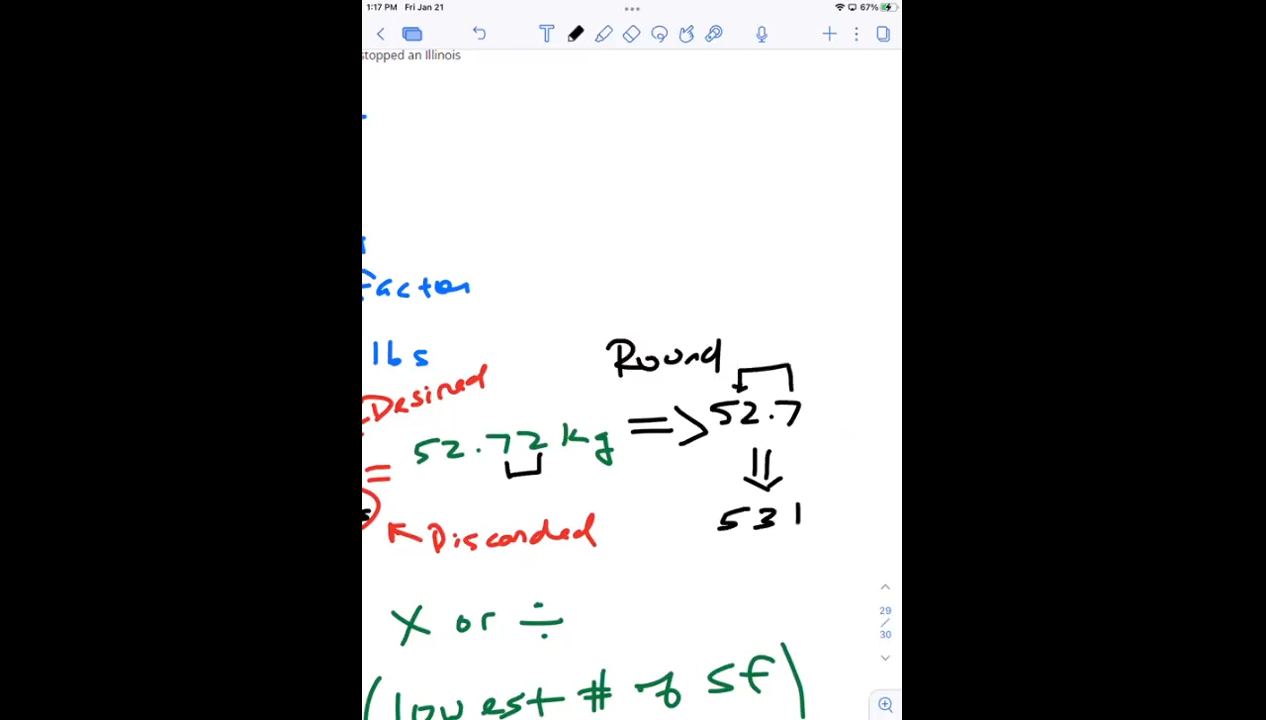 1:17 PM Fri Jan 21
67%
stopped an Illinois
Factor
lbs
Round
Desired
52.7
52.72 kg =>
=
531
Discarded
29
/
30
X or ÷
(lowest # of SF)